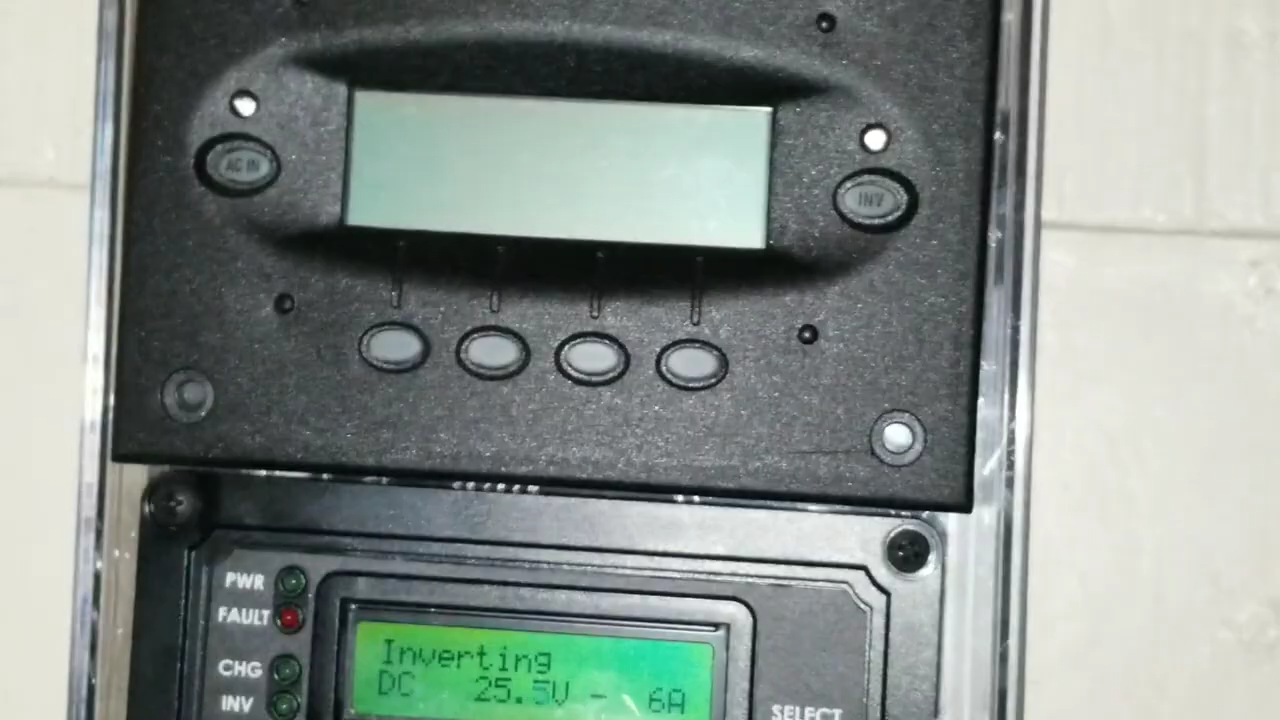 AC IN
INV
PWR
FAULT
CHG
INV
Inverting
DC 25.5V - 6A
SELECT